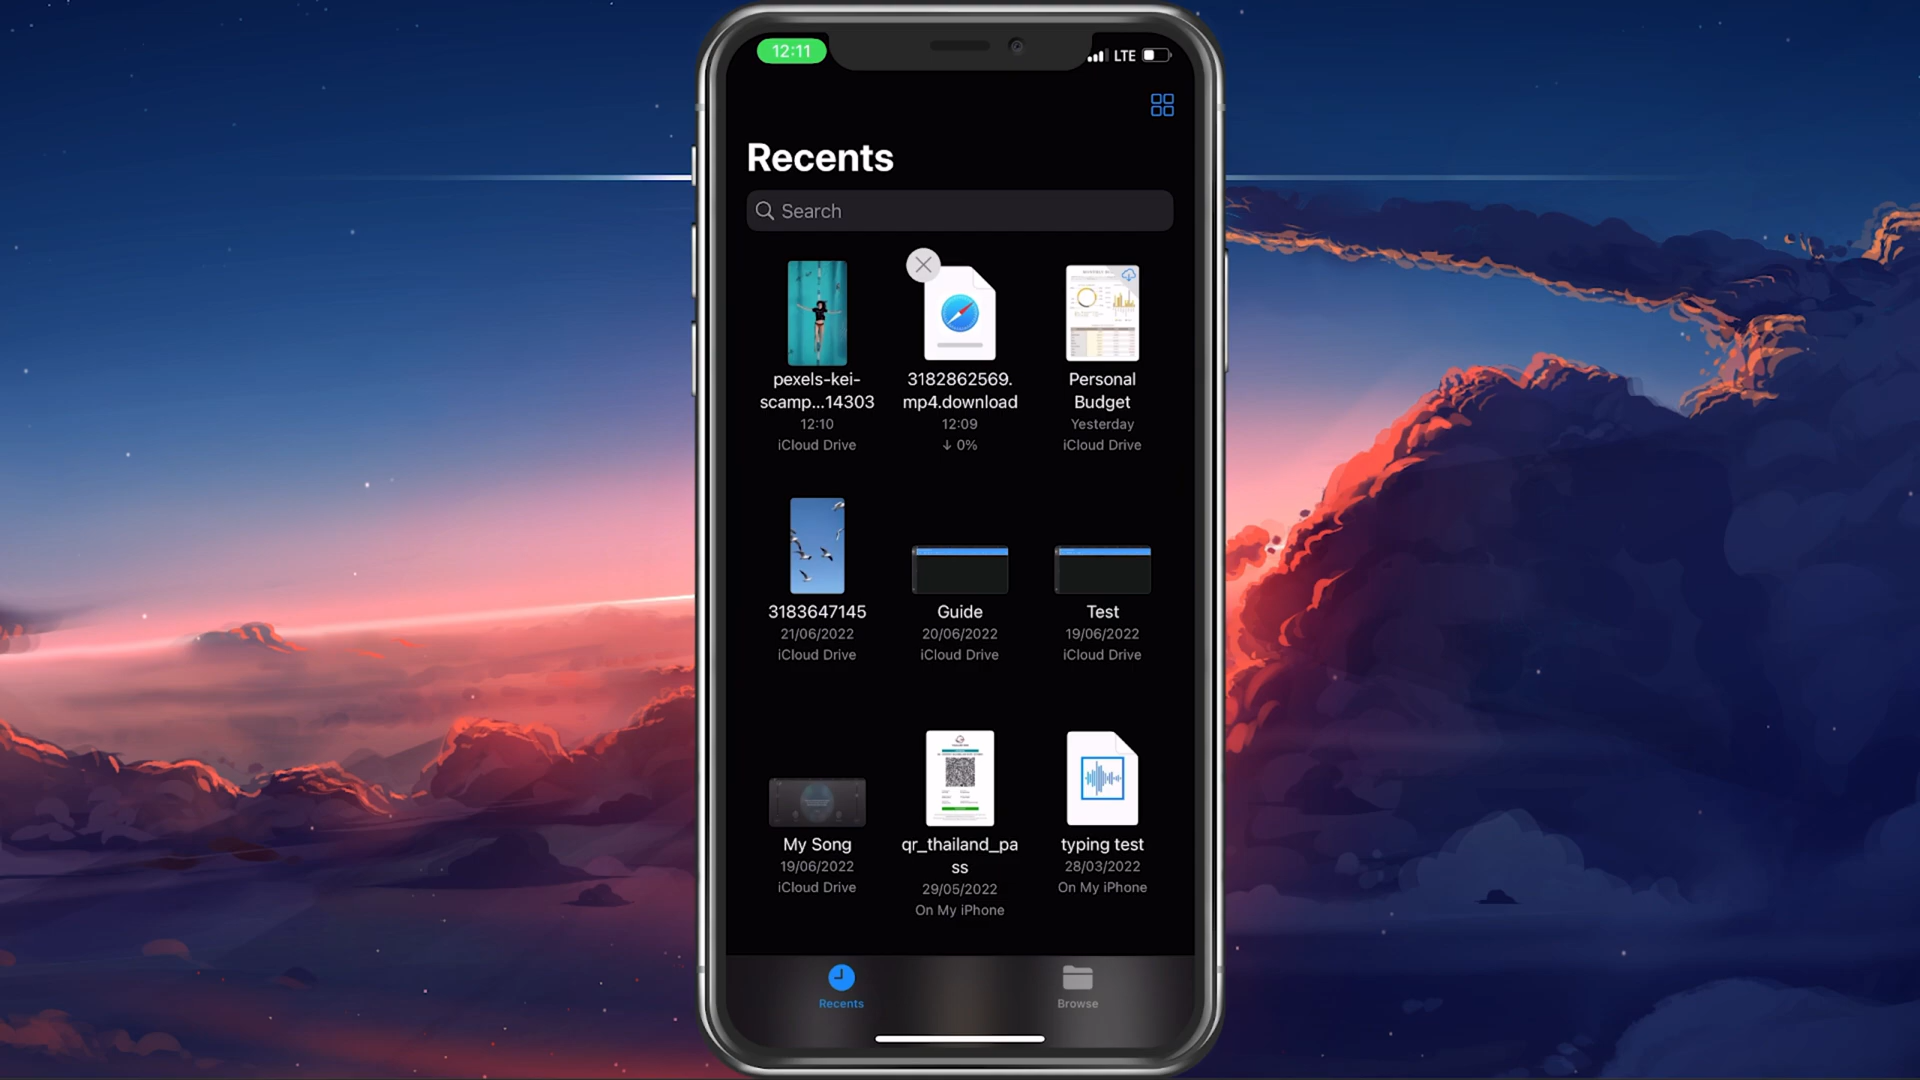 12:11
LTE
Recents
Search
pexels-kei-
scamp...14303
12:10
iCloud Drive
3182862569.
mp4.download
12:09
↓ 0%
Personal
Budget
Yesterday
iCloud Drive
3183647145
21/06/2022
iCloud Drive
Guide
20/06/2022
iCloud Drive
Test
19/06/2022
iCloud Drive
My Song
19/06/2022
iCloud Drive
qr_thailand_pa
ss
29/05/2022
On My iPhone
typing test
28/03/2022
On My iPhone
Recents
Browse